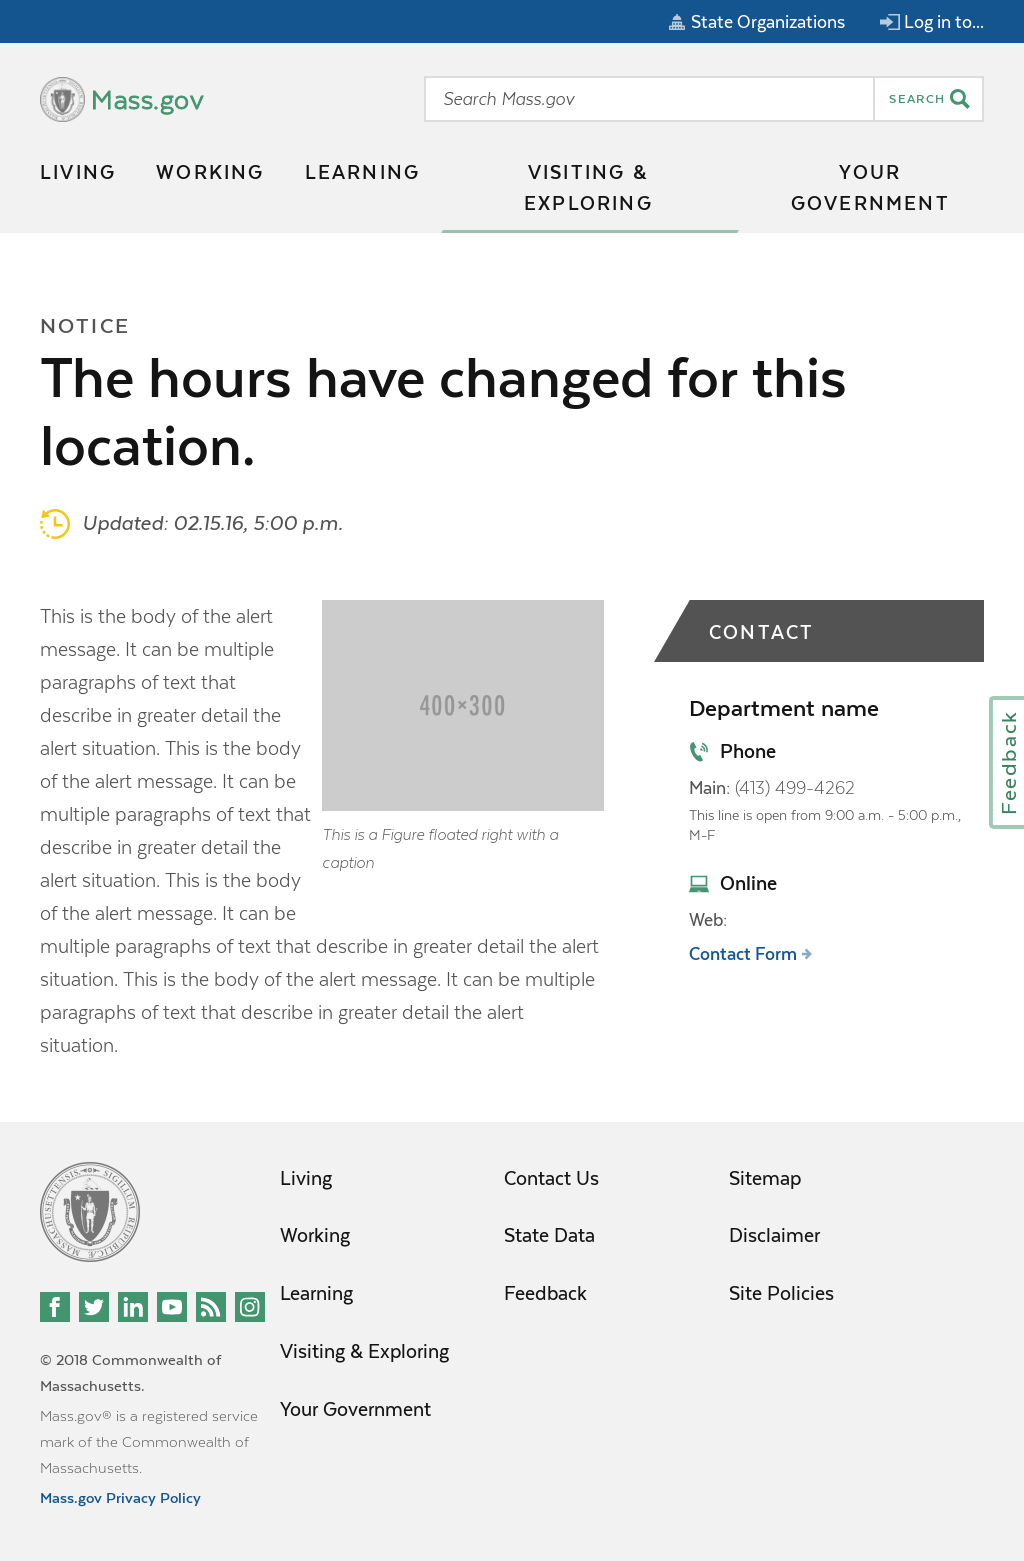 State Organizations
Log in to...
Mass.gov
Search Mass.gov
SEARCH
LIVING
WORKING
LEARNING
VISITING &
EXPLORING
YOUR
GOVERNMENT
NOTICE
The hours have changed for this
location.
Updated: 02.15.16, 5:00 p.m.
This is the body of the alert
message. It can be multiple
paragraphs of text that
describe in greater detail the
alert situation. This is the body
of the alert message. It can be
multiple paragraphs of text that
describe in greater detail the
alert situation. This is the body
of the alert message. It can be
multiple paragraphs of text that describe in greater detail the alert
situation. This is the body of the alert message. It can be multiple
paragraphs of text that describe in greater detail the alert
situation.
400×300
This is a Figure floated right with a
caption
CONTACT
Department name
Phone
Main: (413) 499-4262
This line is open from 9:00 a.m. - 5:00 p.m.,
M-F
Online
Web:
Contact Form
Feedback
Living
Working
Learning
Visiting & Exploring
Your Government
Contact Us
State Data
Feedback
Sitemap
Disclaimer
Site Policies
© 2018 Commonwealth of
Massachusetts.
Mass.gov® is a registered service
mark of the Commonwealth of
Massachusetts.
Mass.gov Privacy Policy